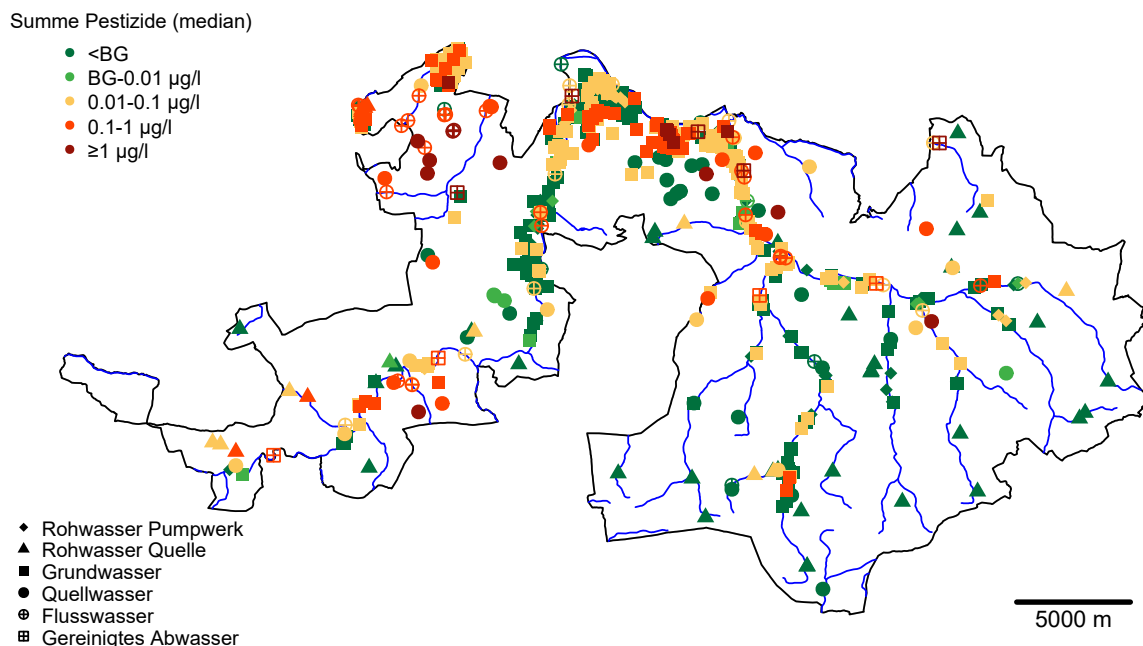 Summe Pestizide (median)
<BG
BG-0.01 µg/l
0.01-0.1 µg/l
0.1-1 µg/l
≥1 µg/l
Rohwasser Pumpwerk
Rohwasser Quelle
Grundwasser
Quellwasser
Flusswasser
Gereinigtes Abwasser
5000 m